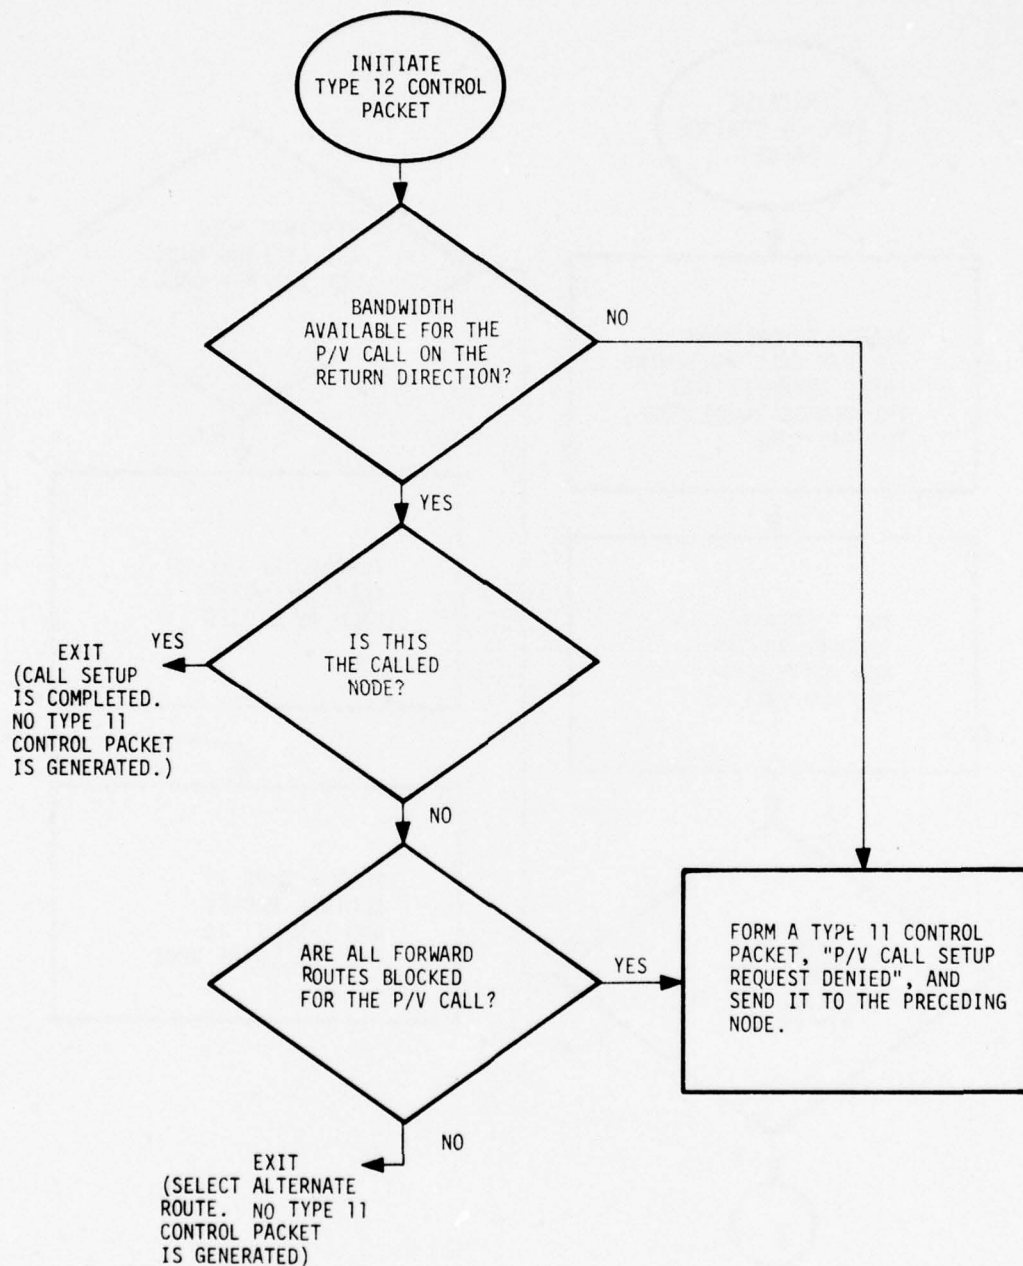 INITIATE
TYPE 12 CONTROL
PACKET
BANDWIDTH
AVAILABLE FOR THE
P/V CALL ON THE
RETURN DIRECTION?
NO
YES
IS THIS
THE CALLED
NODE?
YES
EXIT
(CALL SETUP
IS COMPLETED.
NO TYPE 11
CONTROL PACKET
IS GENERATED.)
NO
ARE ALL FORWARD
ROUTES BLOCKED
FOR THE P/V CALL?
YES
FORM A TYPE 11 CONTROL
PACKET, "P/V CALL SETUP
REQUEST DENIED", AND
SEND IT TO THE PRECEDING
NODE.
NO
EXIT
(SELECT ALTERNATE
ROUTE. NO TYPE 11
CONTROL PACKET
IS GENERATED)